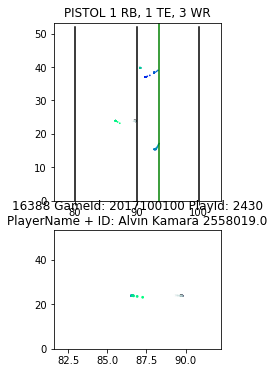 PISTOL 1 RB, 1 TE, 3 WR
50
40
30
20
10
0
80 90 100
16388 GameId: 2017100100 PlayId: 2430
PlayerName + ID: Alvin Kamara 2558019.0
40
20
0
82.5 85.0 87.5 90.0